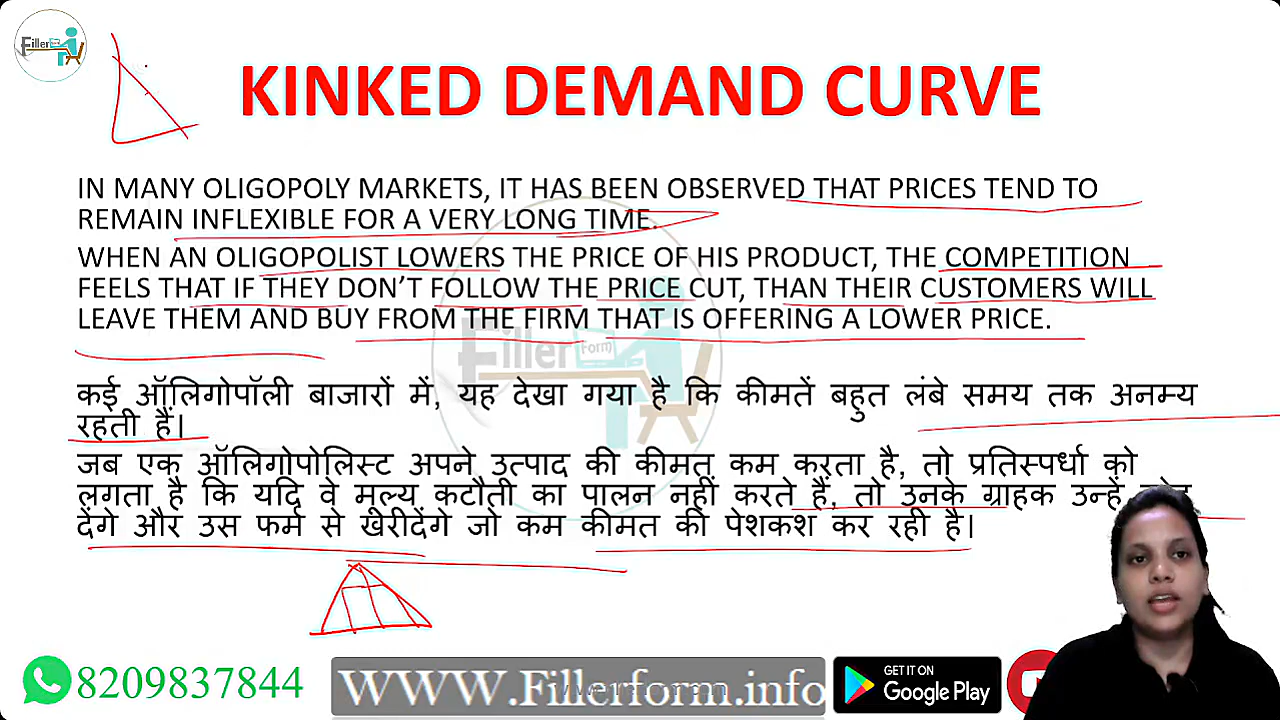 Filler
KINKED DEMAND CURVE
IN MANY OLIGOPOLY MARKETS, IT HAS BEEN OBSERVED THAT PRICES TEND TO
REMAIN INFLEXIBLE FOR A VERY LONG TIME.
WHEN AN OLIGOPOLIST LOWERS THE PRICE OF HIS PRODUCT, THE COMPETITION
FEELS THAT IF THEY DON’T FOLLOW THE PRICE CUT, THAN THEIR CUSTOMERS WILL
LEAVE THEM AND BUY FROM THE FIRM THAT IS OFFERING A LOWER PRICE.
Filler Form
कई ऑलिगोपॉली बाजारों में, यह देखा गया है कि कीमतें बहुत लंबे समय तक अनम्य
रहती हैं।
जब एक ऑलिगोपोलिस्ट अपने उत्पाद की कीमत कम करता है, तो प्रतिस्पर्धा को
लगता है कि यदि वे मूल्य कटौती का पालन नहीं करते हैं, तो उनके ग्राहक उन्हें
देंगे और उस फर्म से खरीदेंगे जो कम कीमत की पेशकश कर रही है।
8209837844
WWW.Fillerform.info
GET IT ON
Google Play